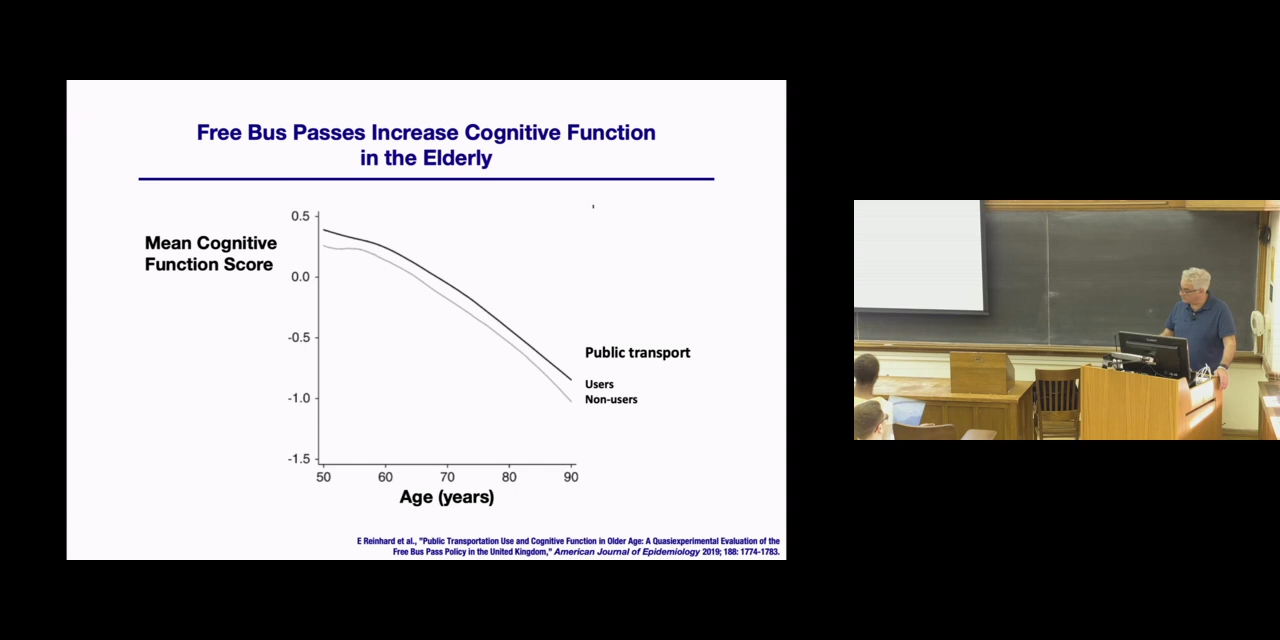 Free Bus Passes Increase Cognitive Function
in the Elderly
Mean Cognitive
Function Score
0.5
0.0
-0.5
-1.0
-1.5
50 60 70 80 90
Age (years)
Public transport
Users
Non-users
E Reinhard et al., "Public Transportation Use and Cognitive Function in Older Age: A Quasiexperimental Evaluation of the
Free Bus Pass Policy in the United Kingdom," American Journal of Epidemiology 2019; 188: 1774-1783.